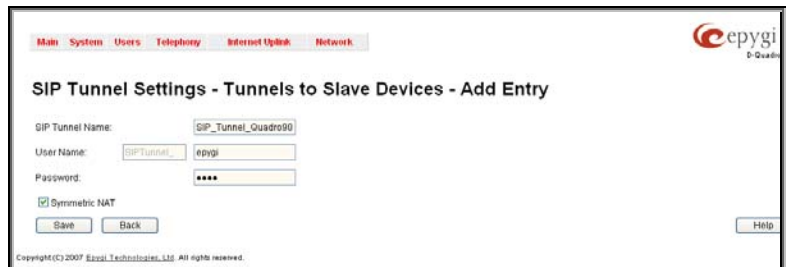 Main System Users Telephony Internet Uplink Network
epygi
D-Quadro
SIP Tunnel Settings - Tunnels to Slave Devices - Add Entry
SIP Tunnel Name: SIP_Tunnel_Quadro90
User Name: SIPTunnel_ epygi
Password: ••••
Symmetric NAT
Save Back Help
Copyright (C) 2007 Epygi Technologies, Ltd. All rights reserved.